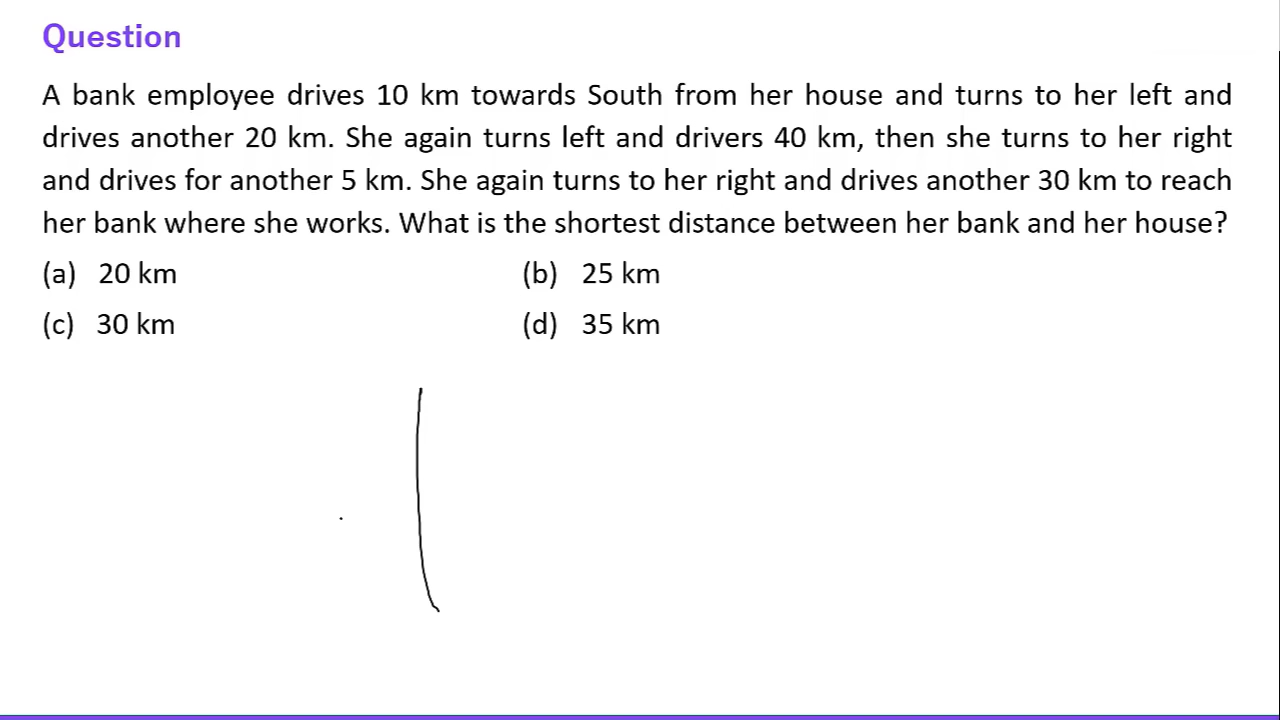 Question
A bank employee drives 10 km towards South from her house and turns to her left and
drives another 20 km. She again turns left and drivers 40 km, then she turns to her right
and drives for another 5 km. She again turns to her right and drives another 30 km to reach
her bank where she works. What is the shortest distance between her bank and her house?
(a) 20 km (b) 25 km
(c) 30 km (d) 35 km